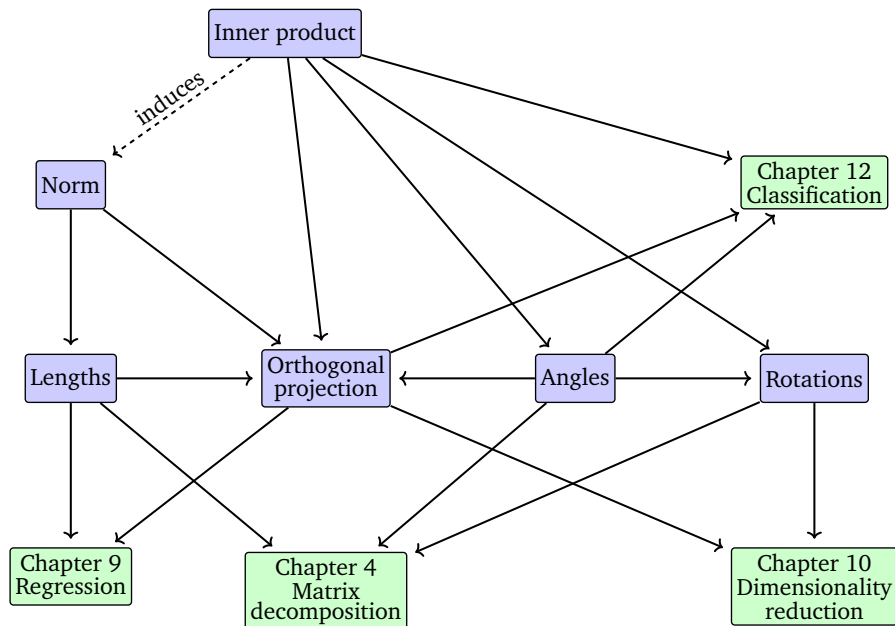 Inner product
induces
Chapter 12
Classification
Norm
Lengths
Orthogonal
projection
Angles
Rotations
Chapter 9
Regression
Chapter 4
Matrix
decomposition
Chapter 10
Dimensionality
reduction